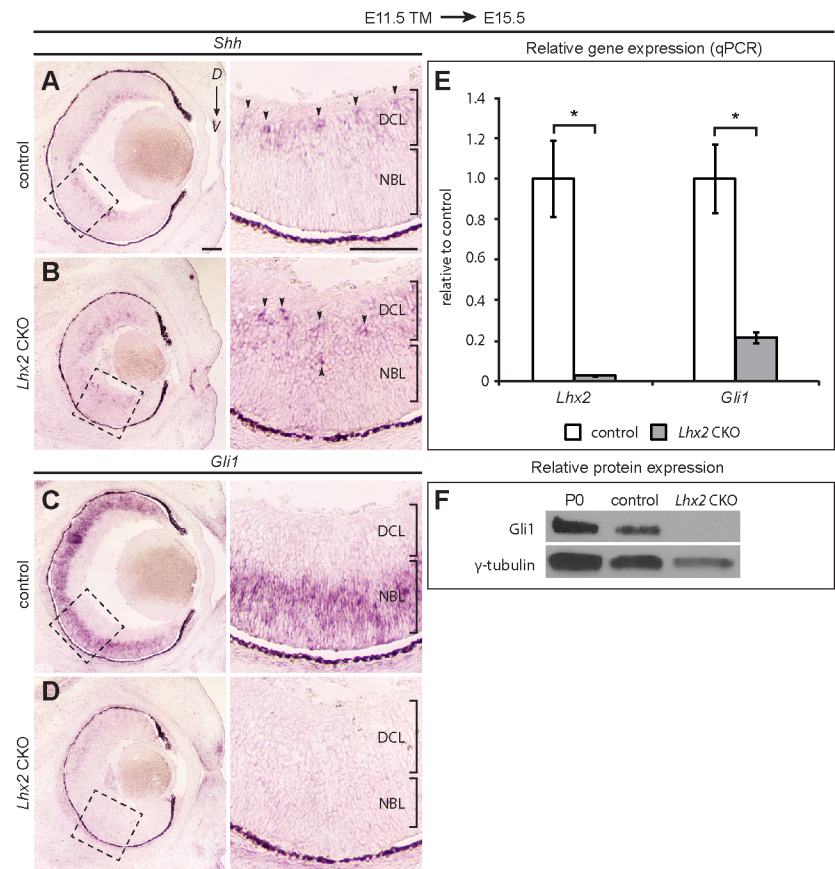 E11.5 TM → E15.5
Shh
A
D
V
control
DCL
NBL
B
Lhx2 CKO
DCL
NBL
Gli1
C
control
DCL
NBL
D
Lhx2 CKO
DCL
NBL
Relative gene expression (qPCR)
E
relative to control
1.4
1.2
1.0
0.8
0.6
0.4
0.2
0
*
*
Lhx2
Gli1
control
Lhx2 CKO
Relative protein expression
F
P0 control Lhx2 CKO
Gli1
γ-tubulin